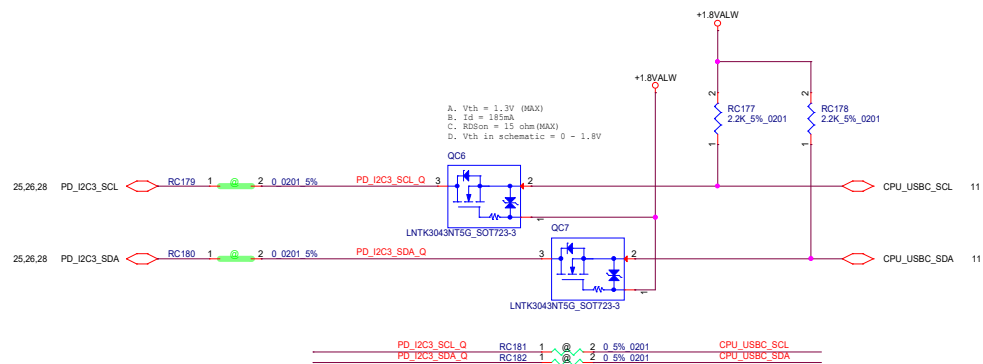 +1.8VALW
+1.8VALW
A. Vth = 1.3V (MAX)
B. Id = 185mA
C. RDSon = 15 ohm(MAX)
D. Vth in schematic = 0 - 1.8V
2
RC177
2.2K_5%_0201
1
2
RC178
2.2K_5%_0201
1
QC6
25,26,28 PD_I2C3_SCL RC179 1 @ 2 0_0201_5% PD_I2C3_SCL_Q 3 2 CPU_USBC_SCL 11
1
LNTK3043NT5G_SOT723-3
QC7
25,26,28 PD_I2C3_SDA RC180 1 @ 2 0_0201_5% PD_I2C3_SDA_Q 3 2 CPU_USBC_SDA 11
1
LNTK3043NT5G_SOT723-3
PD_I2C3_SCL_Q RC181 1 @ 2 0_5%_0201 CPU_USBC_SCL
PD_I2C3_SDA_Q RC182 1 @ 2 0_5%_0201 CPU_USBC_SDA